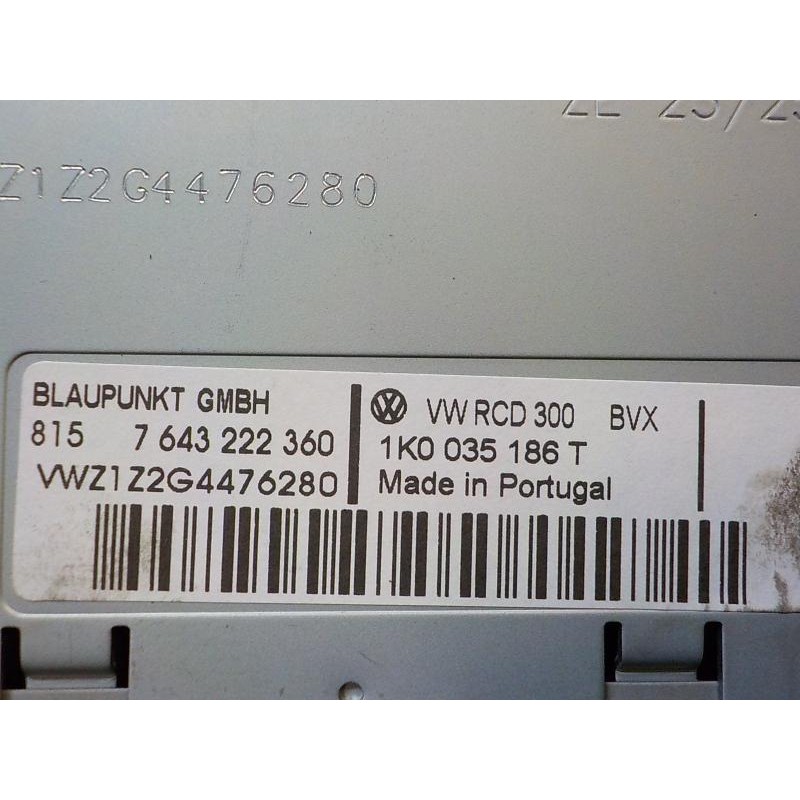 Z1Z2G4476280
BLAUPUNKT GMBH
815 7 643 222 360
VWZ1Z2G4476280
VW RCD 300 BVX
1K0 035 186 T
Made in Portugal